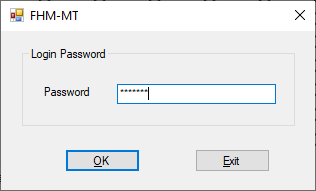 FHM-MT
Login Password
Password *******
OK Exit